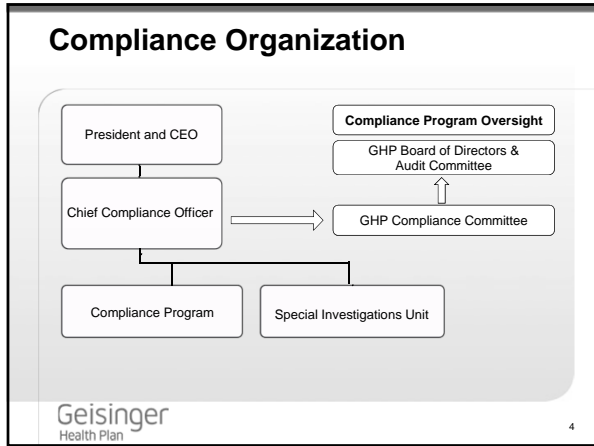 Compliance Organization
President and CEO
Compliance Program Oversight
GHP Board of Directors &
Audit Committee
Chief Compliance Officer
GHP Compliance Committee
Compliance Program
Special Investigations Unit
Geisinger
Health Plan
4